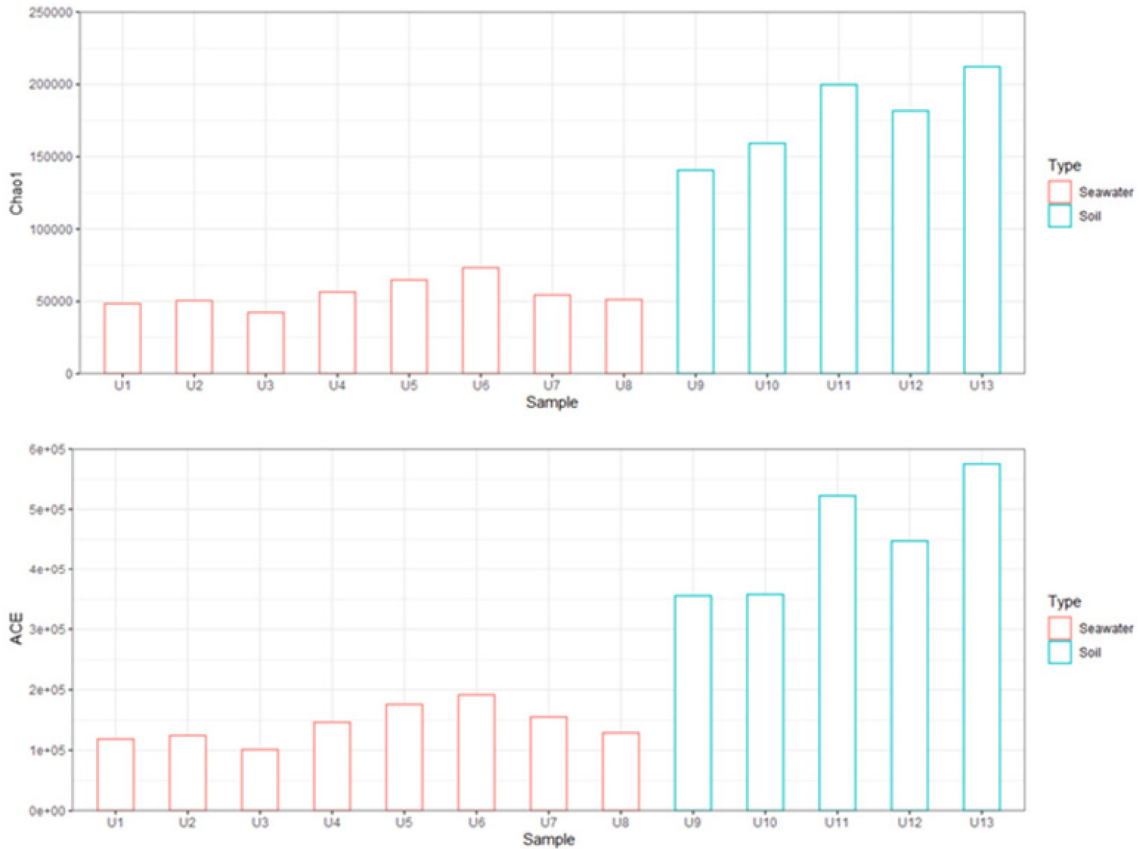 250000
200000
150000
100000
50000
0
Chao1
U1 U2 U3 U4 U5 U6 U7 U8 U9 U10 U11 U12 U13
Sample
Type
Seawater
Soil
6e+05
5e+05
4e+05
3e+05
2e+05
1e+05
0e+00
ACE
U1 U2 U3 U4 U5 U6 U7 U8 U9 U10 U11 U12 U13
Sample
Type
Seawater
Soil